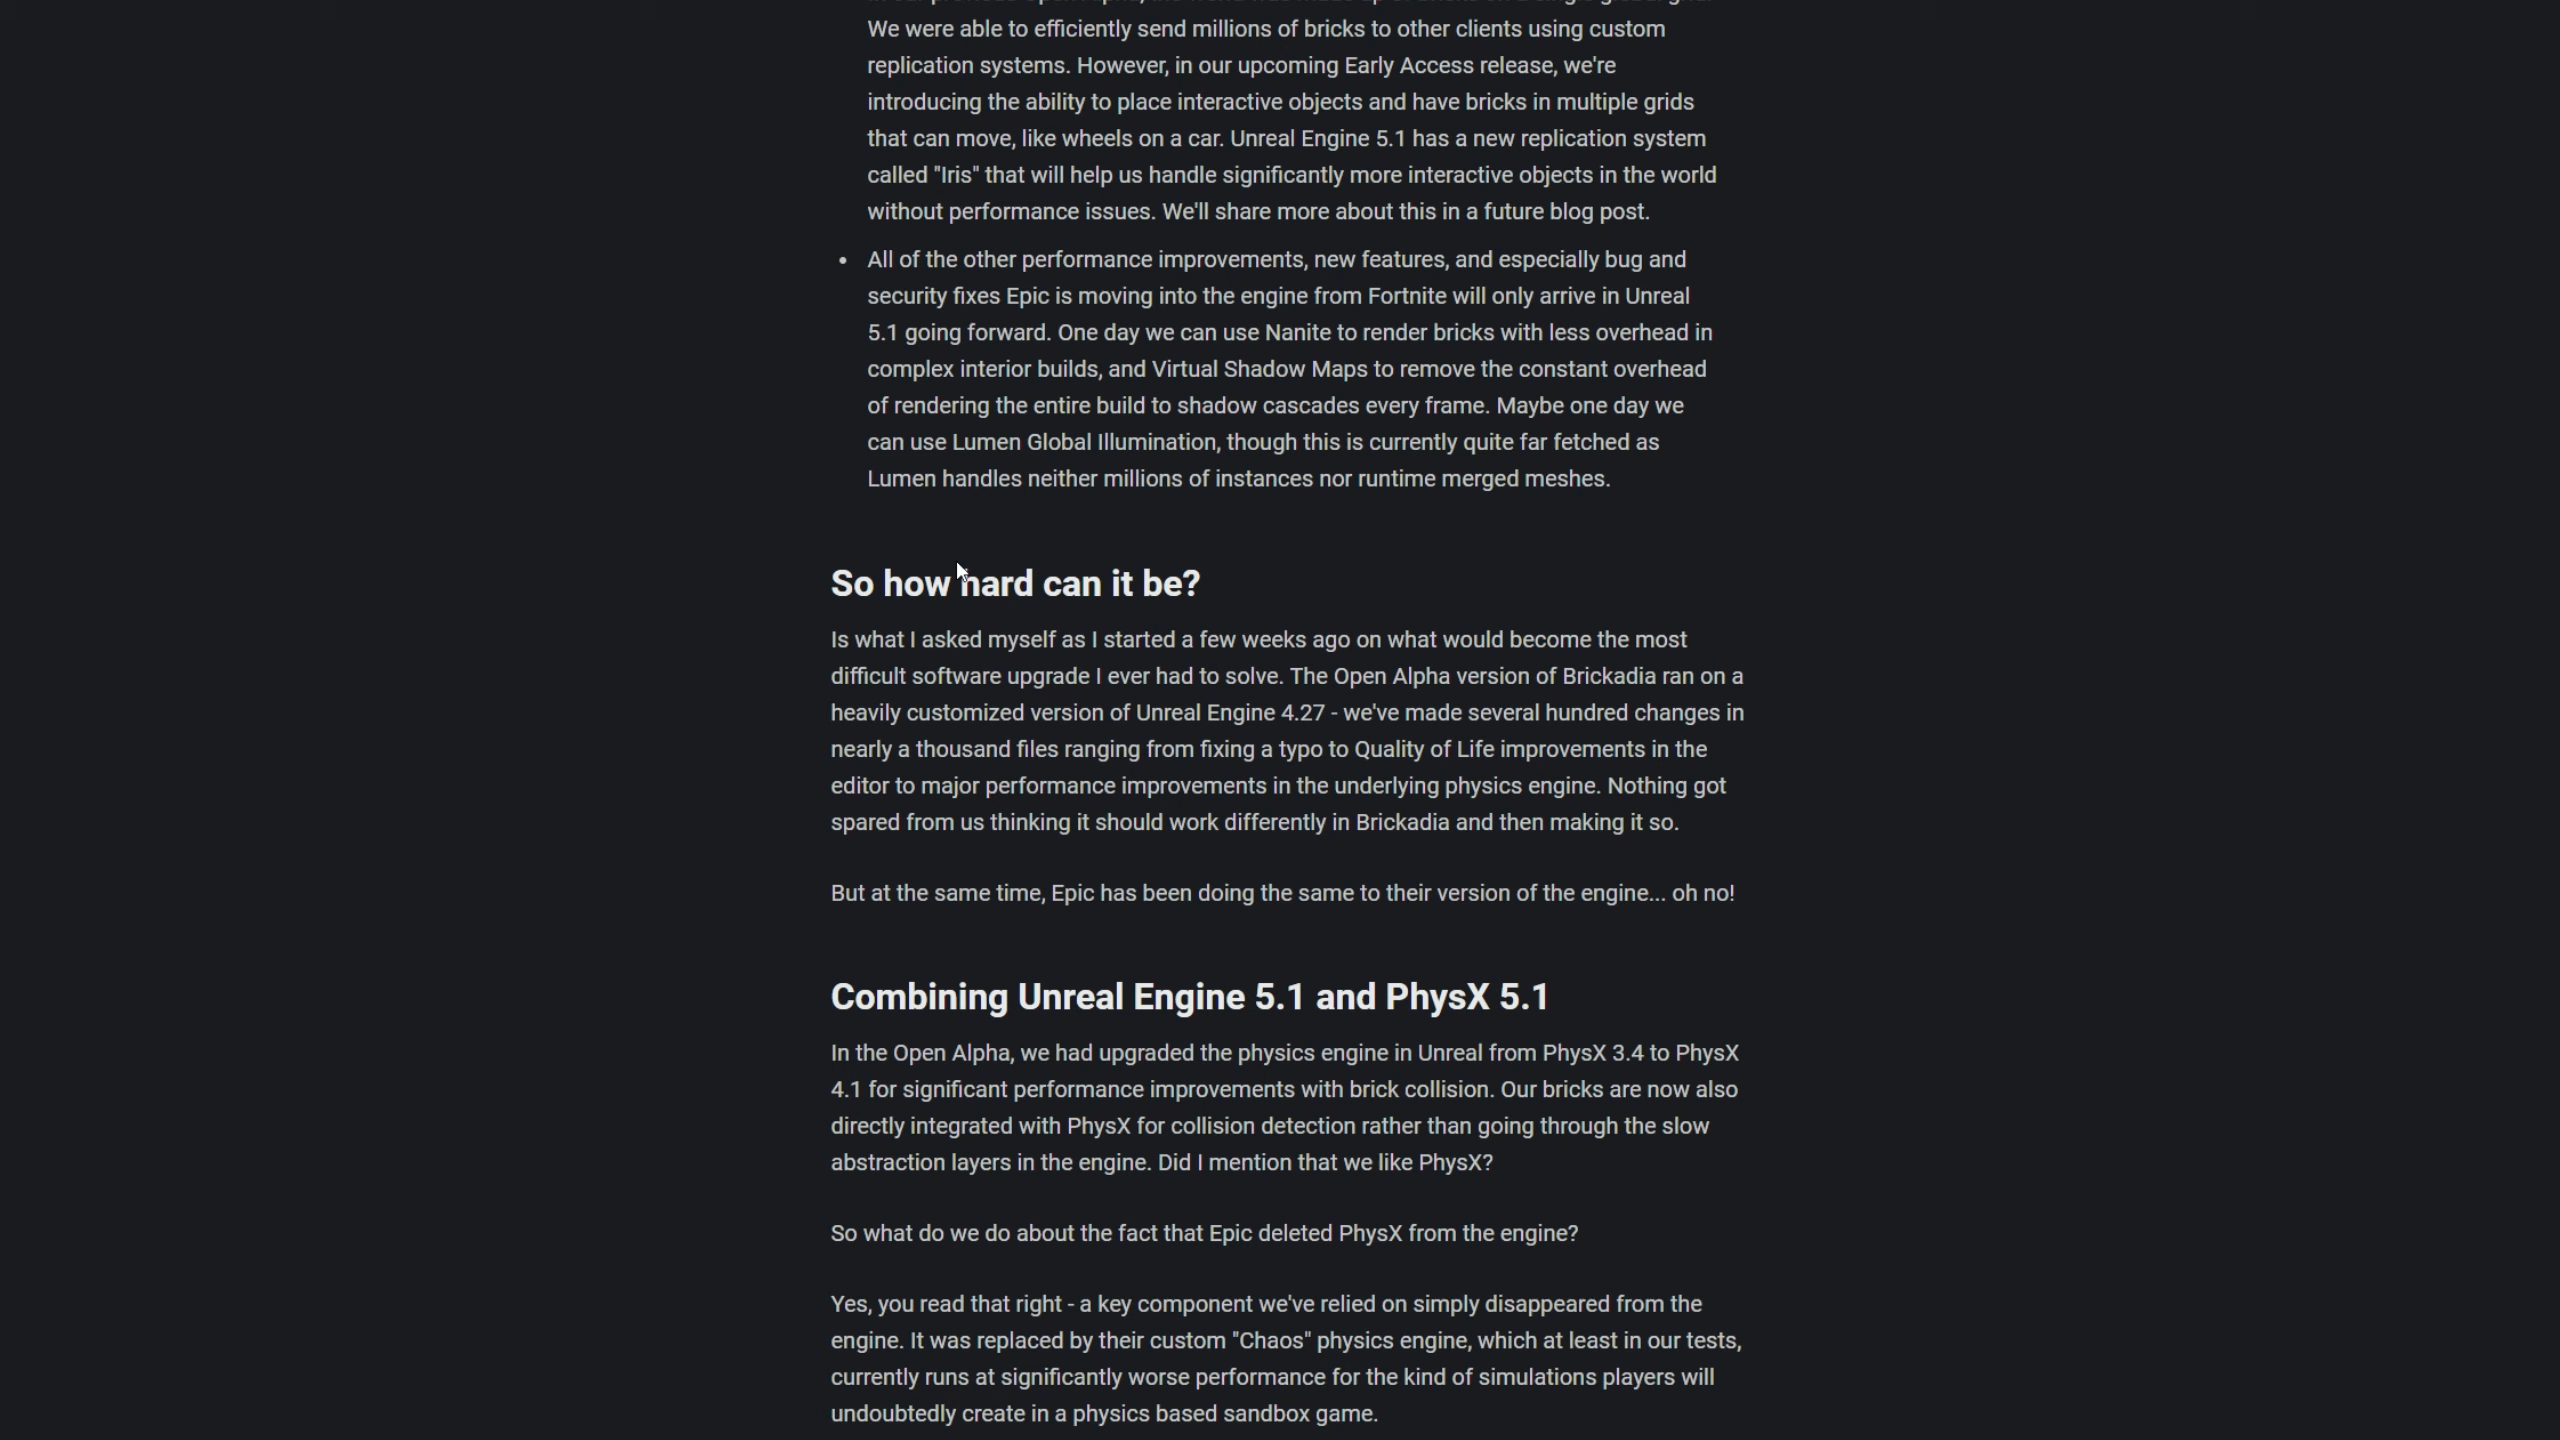 We were able to efficiently send millions of bricks to other clients using custom
replication systems. However, in our upcoming Early Access release, we're
introducing the ability to place interactive objects and have bricks in multiple grids
that can move, like wheels on a car. Unreal Engine 5.1 has a new replication system
called "Iris" that will help us handle significantly more interactive objects in the world
without performance issues. We'll share more about this in a future blog post.
• All of the other performance improvements, new features, and especially bug and
security fixes Epic is moving into the engine from Fortnite will only arrive in Unreal
5.1 going forward. One day we can use Nanite to render bricks with less overhead in
complex interior builds, and Virtual Shadow Maps to remove the constant overhead
of rendering the entire build to shadow cascades every frame. Maybe one day we
can use Lumen Global Illumination, though this is currently quite far fetched as
Lumen handles neither millions of instances nor runtime merged meshes.
So how hard can it be?
Is what I asked myself as I started a few weeks ago on what would become the most
difficult software upgrade I ever had to solve. The Open Alpha version of Brickadia ran on a
heavily customized version of Unreal Engine 4.27 - we've made several hundred changes in
nearly a thousand files ranging from fixing a typo to Quality of Life improvements in the
editor to major performance improvements in the underlying physics engine. Nothing got
spared from us thinking it should work differently in Brickadia and then making it so.
But at the same time, Epic has been doing the same to their version of the engine... oh no!
Combining Unreal Engine 5.1 and PhysX 5.1
In the Open Alpha, we had upgraded the physics engine in Unreal from PhysX 3.4 to PhysX
4.1 for significant performance improvements with brick collision. Our bricks are now also
directly integrated with PhysX for collision detection rather than going through the slow
abstraction layers in the engine. Did I mention that we like PhysX?
So what do we do about the fact that Epic deleted PhysX from the engine?
Yes, you read that right - a key component we've relied on simply disappeared from the
engine. It was replaced by their custom "Chaos" physics engine, which at least in our tests,
currently runs at significantly worse performance for the kind of simulations players will
undoubtedly create in a physics based sandbox game.